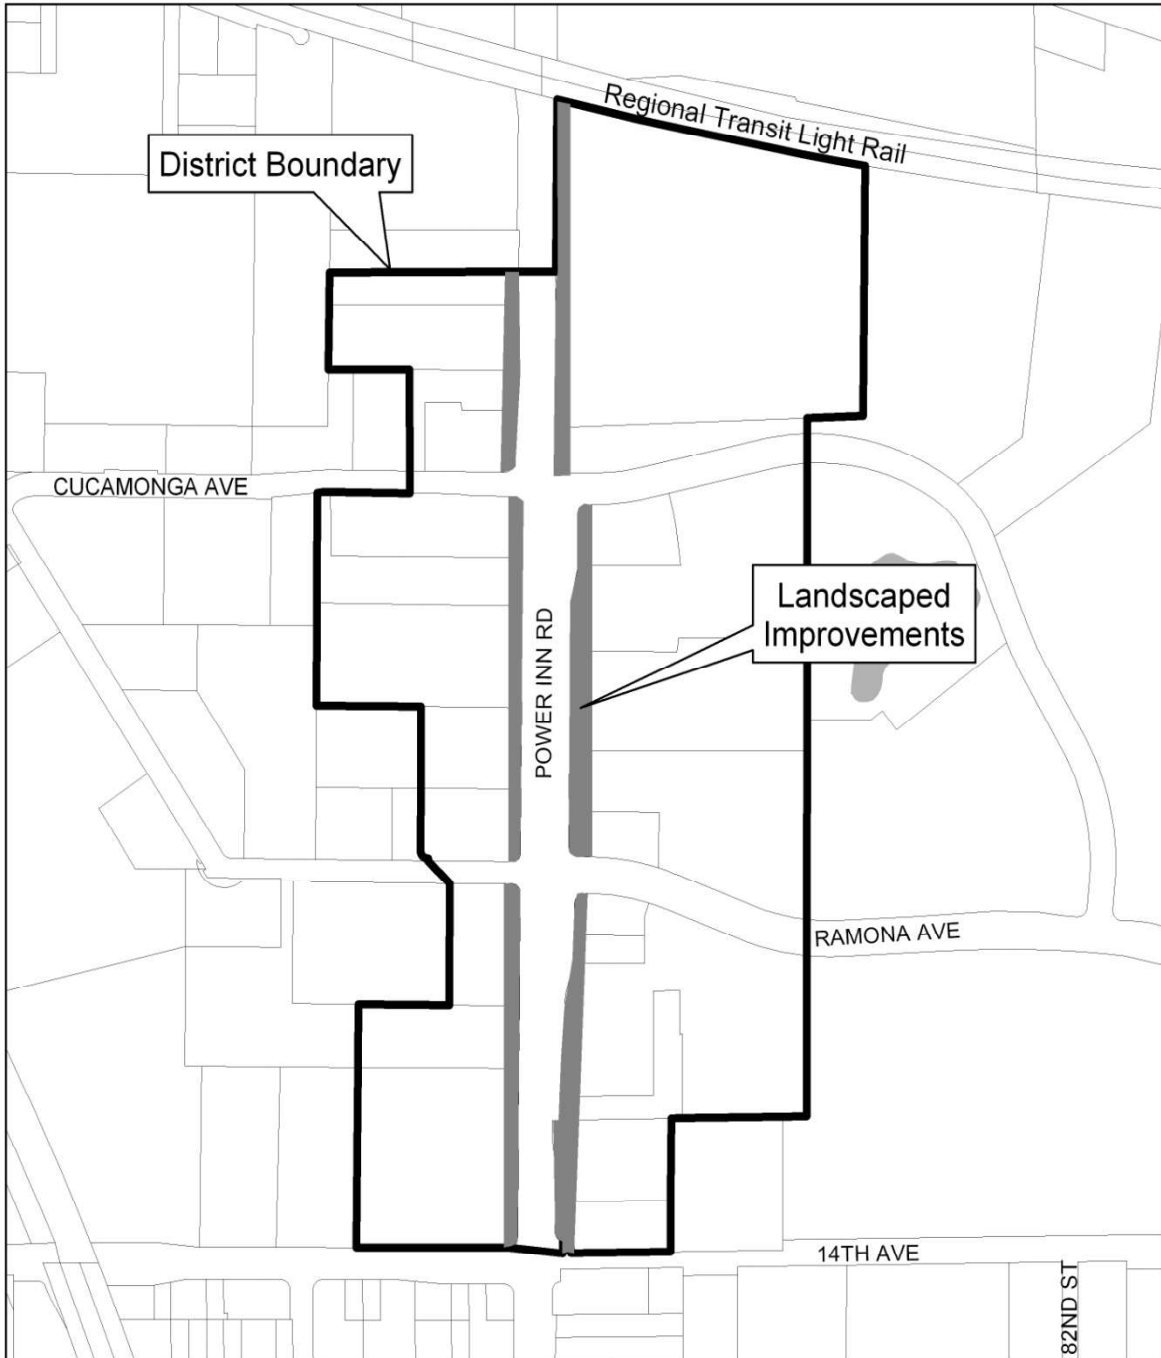 Regional Transit Light Rail
District Boundary
CUCAMONGA AVE
Landscaped
Improvements
POWER INN RD
RAMONA AVE
14TH AVE
82ND ST